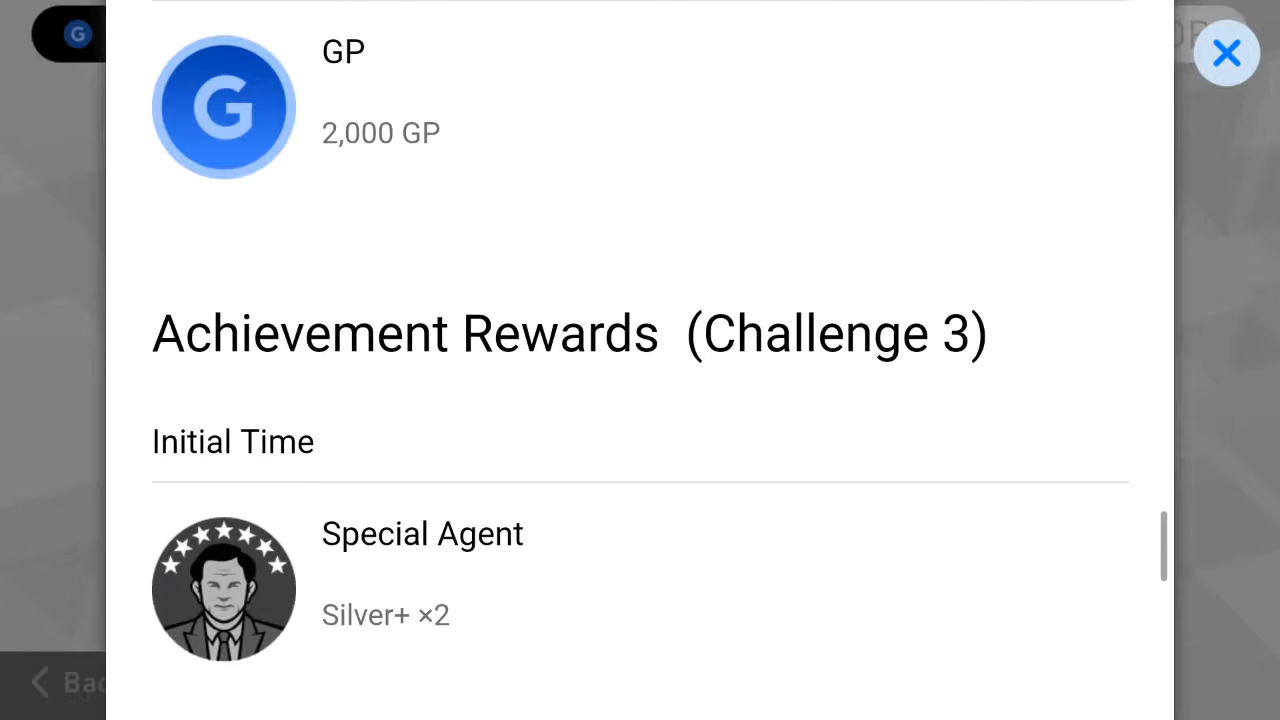 G
GP
2,000 GP
G
Achievement Rewards (Challenge 3)
Initial Time
Special Agent
Silver+ ×2